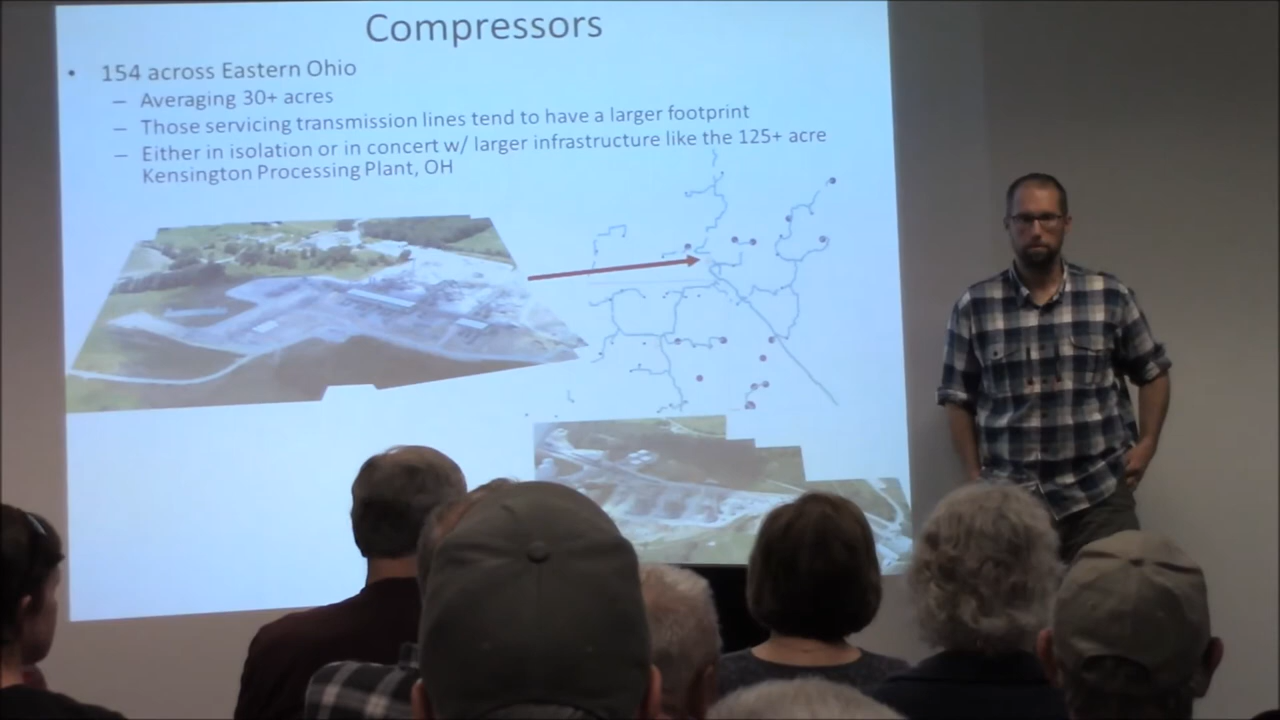 Compressors
• 154 across Eastern Ohio
– Averaging 30+ acres
– Those servicing transmission lines tend to have a larger footprint
– Either in isolation or in concert w/ larger infrastructure like the 125+ acre
Kensington Processing Plant, OH